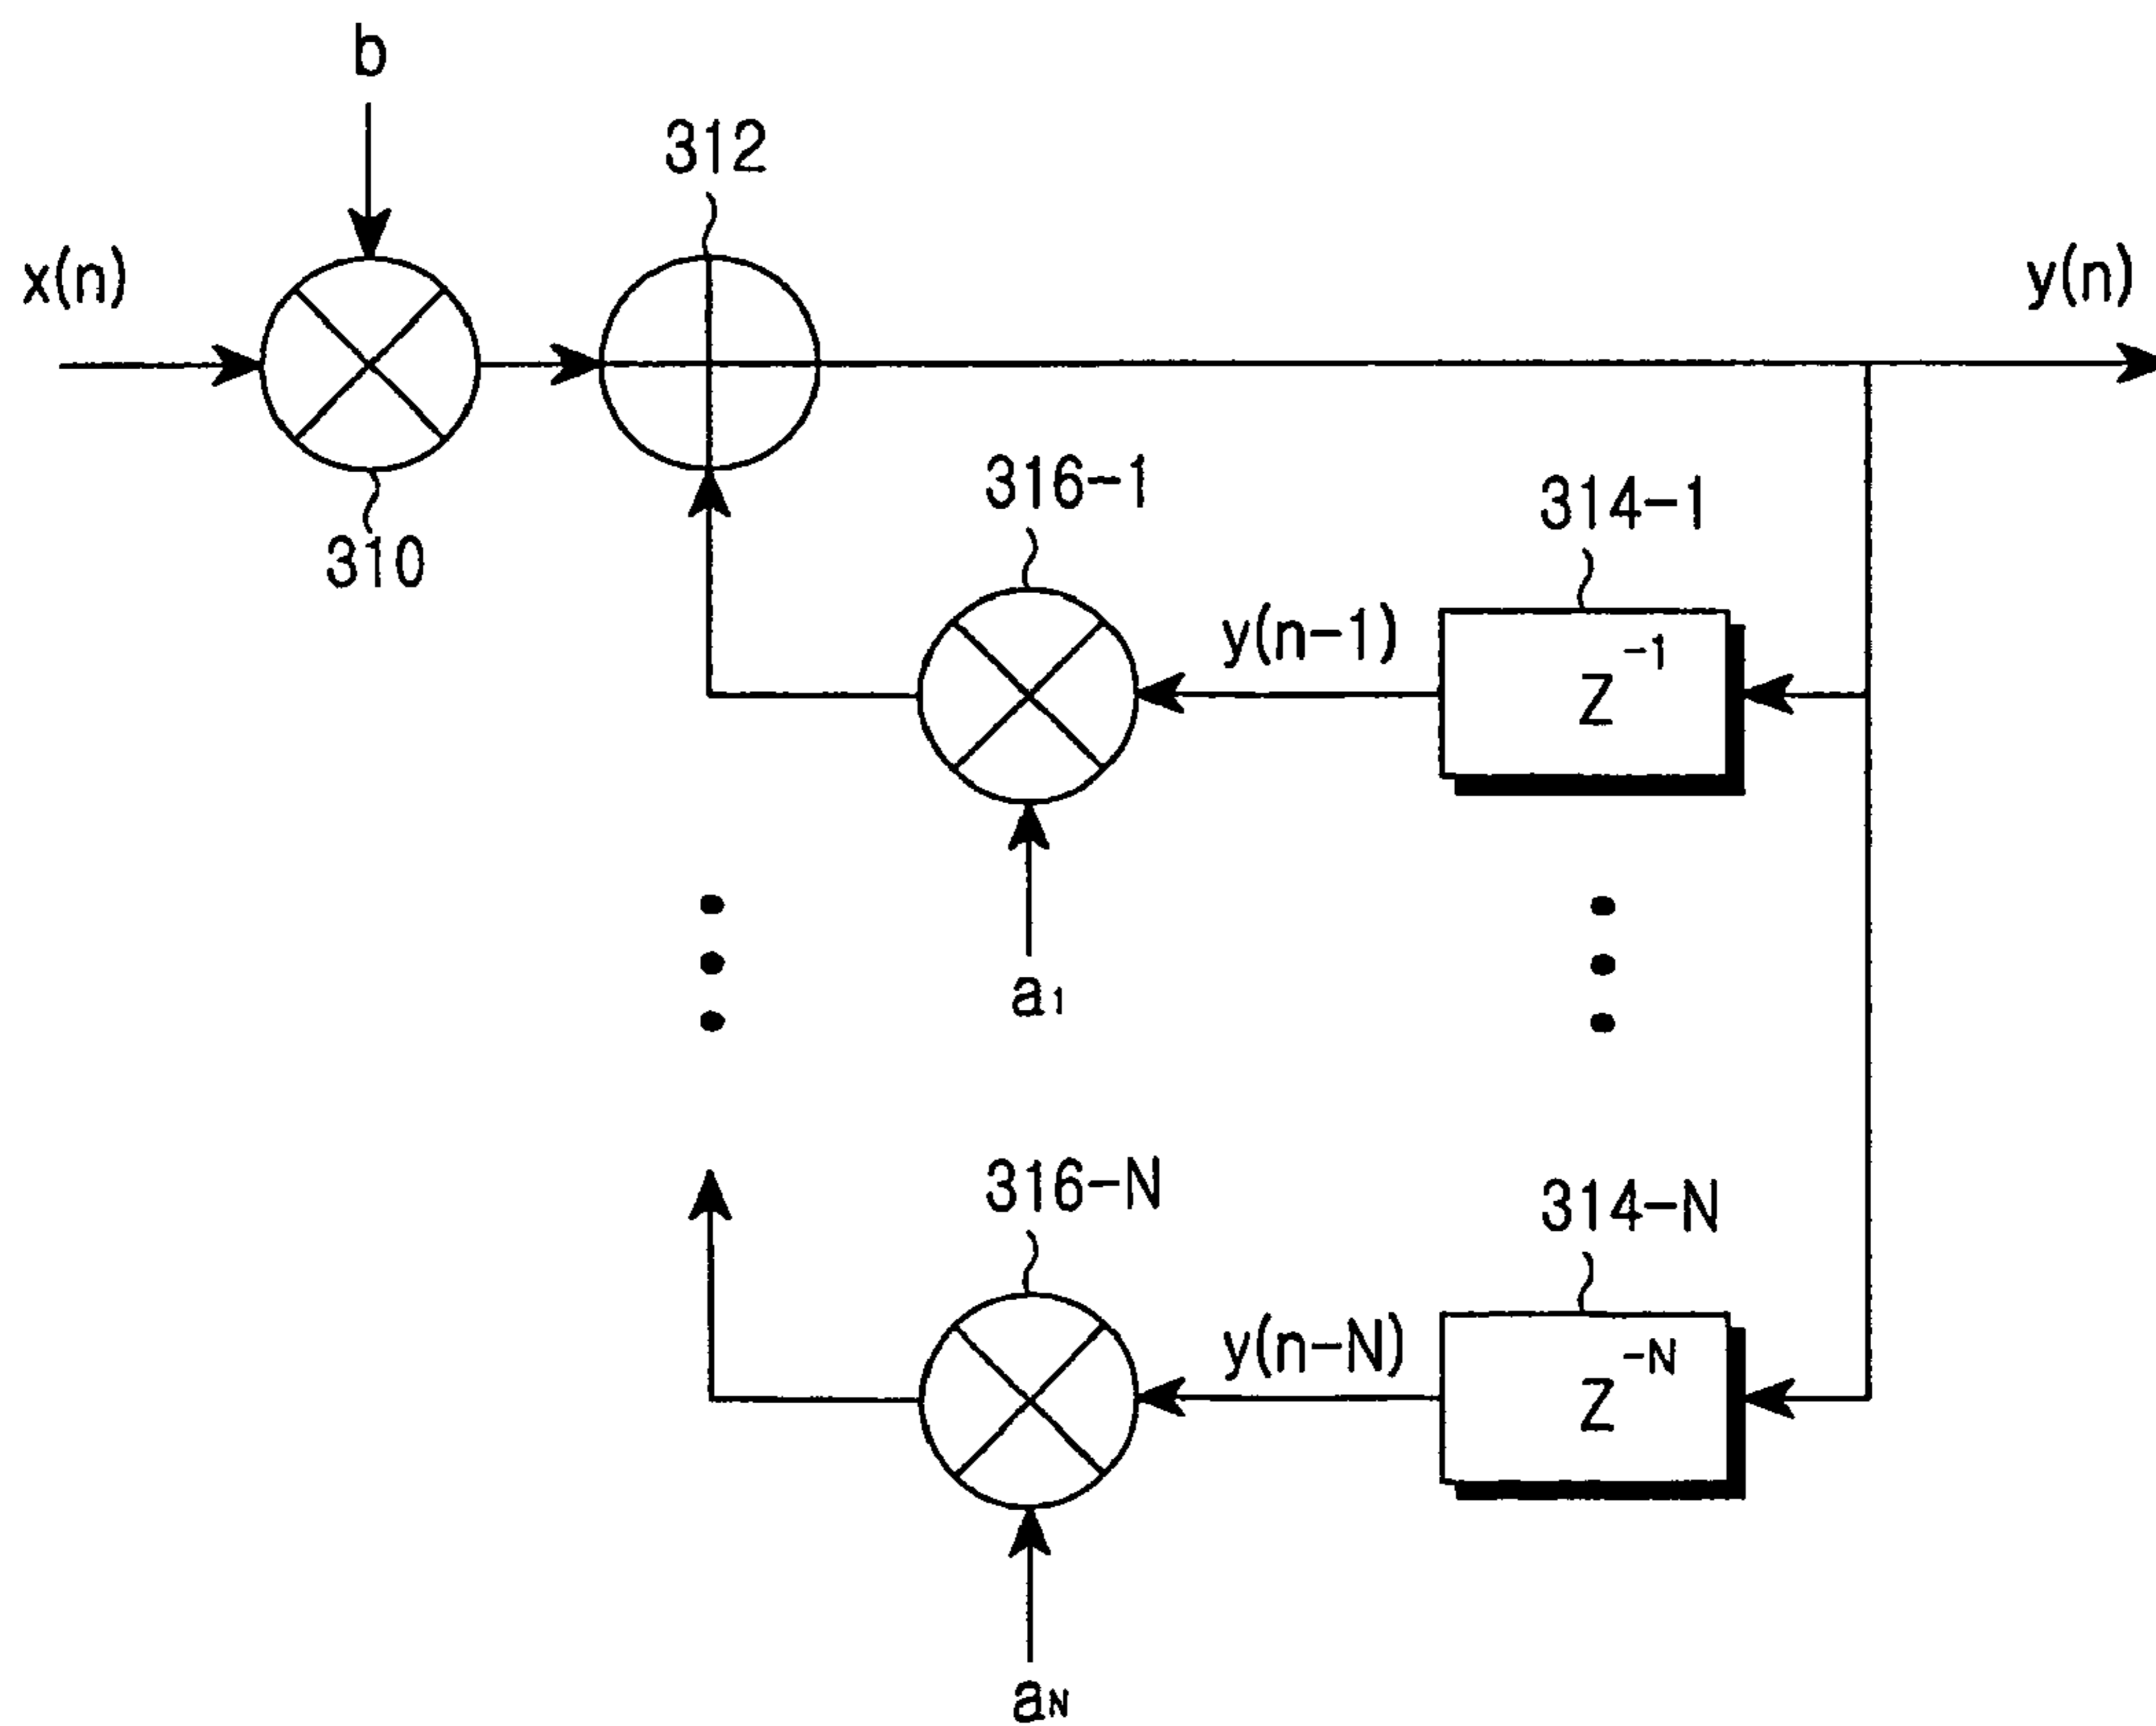 b
312
x(n)
y(n)
310
316-1
314-1
y(n-1)
Z⁻¹
a₁
316-N
314-N
y(n-N)
Z⁻ᴺ
aN